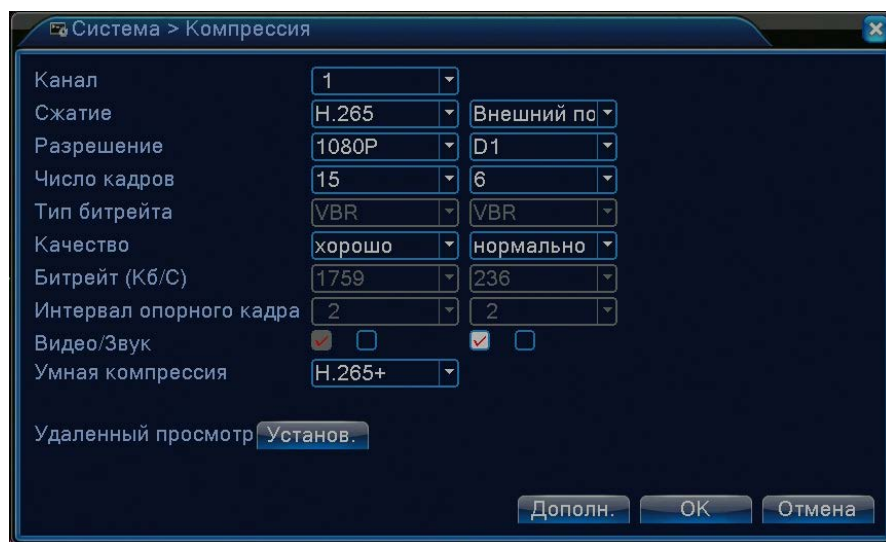 Система > Компрессия
Канал 1
Сжатие H.265 Внешний по
Разрешение 1080P D1
Число кадров 15 6
Тип битрейта VBR VBR
Качество хорошо нормально
Битрейт (Кб/С) 1759 236
Интервал опорного кадра 2 2
Видео/Звук
Умная компрессия H.265+
Удаленный просмотр Установ.
Дополн. OK Отмена